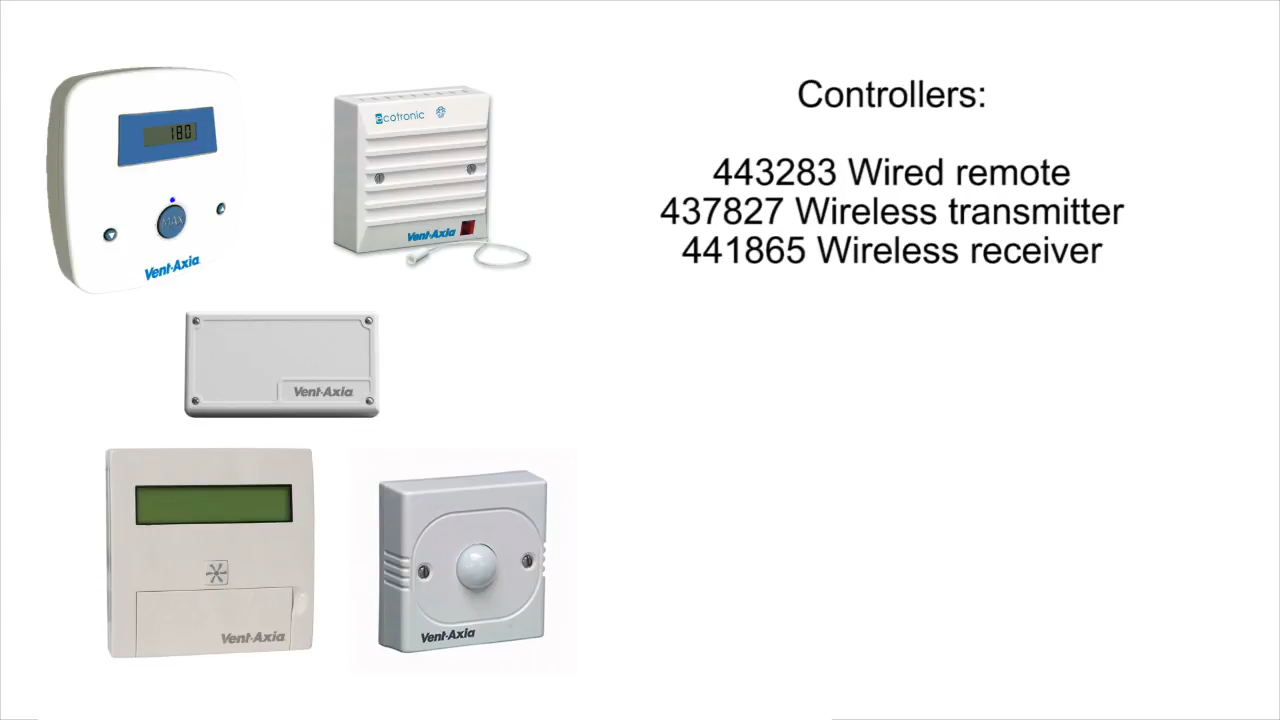 Controllers:
443283 Wired remote
437827 Wireless transmitter
441865 Wireless receiver
180
MAX
Vent-Axia
ecotronic
Vent-Axia
Vent-Axia
Vent-Axia
Vent-Axia